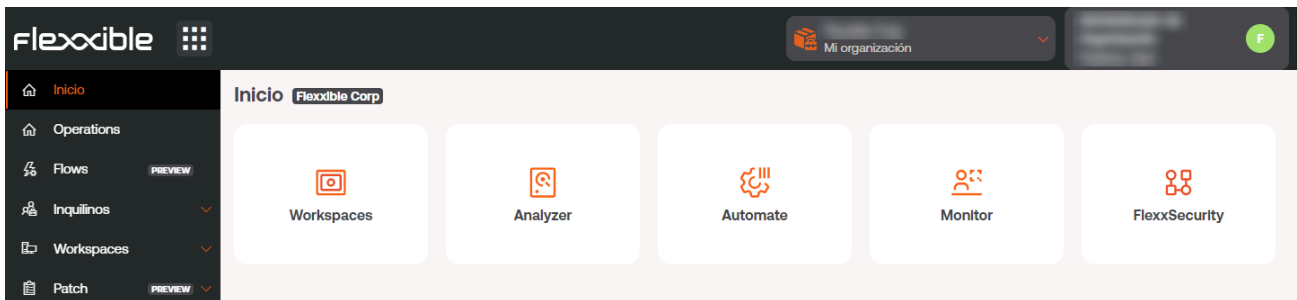 Flexxible
Mi organización
F
Inicio
Operations
Flows PREVIEW
Inquilinos
Workspaces
Patch PREVIEW
Inicio Flexxible Corp
Workspaces
Analyzer
Automate
Monitor
FlexxSecurity